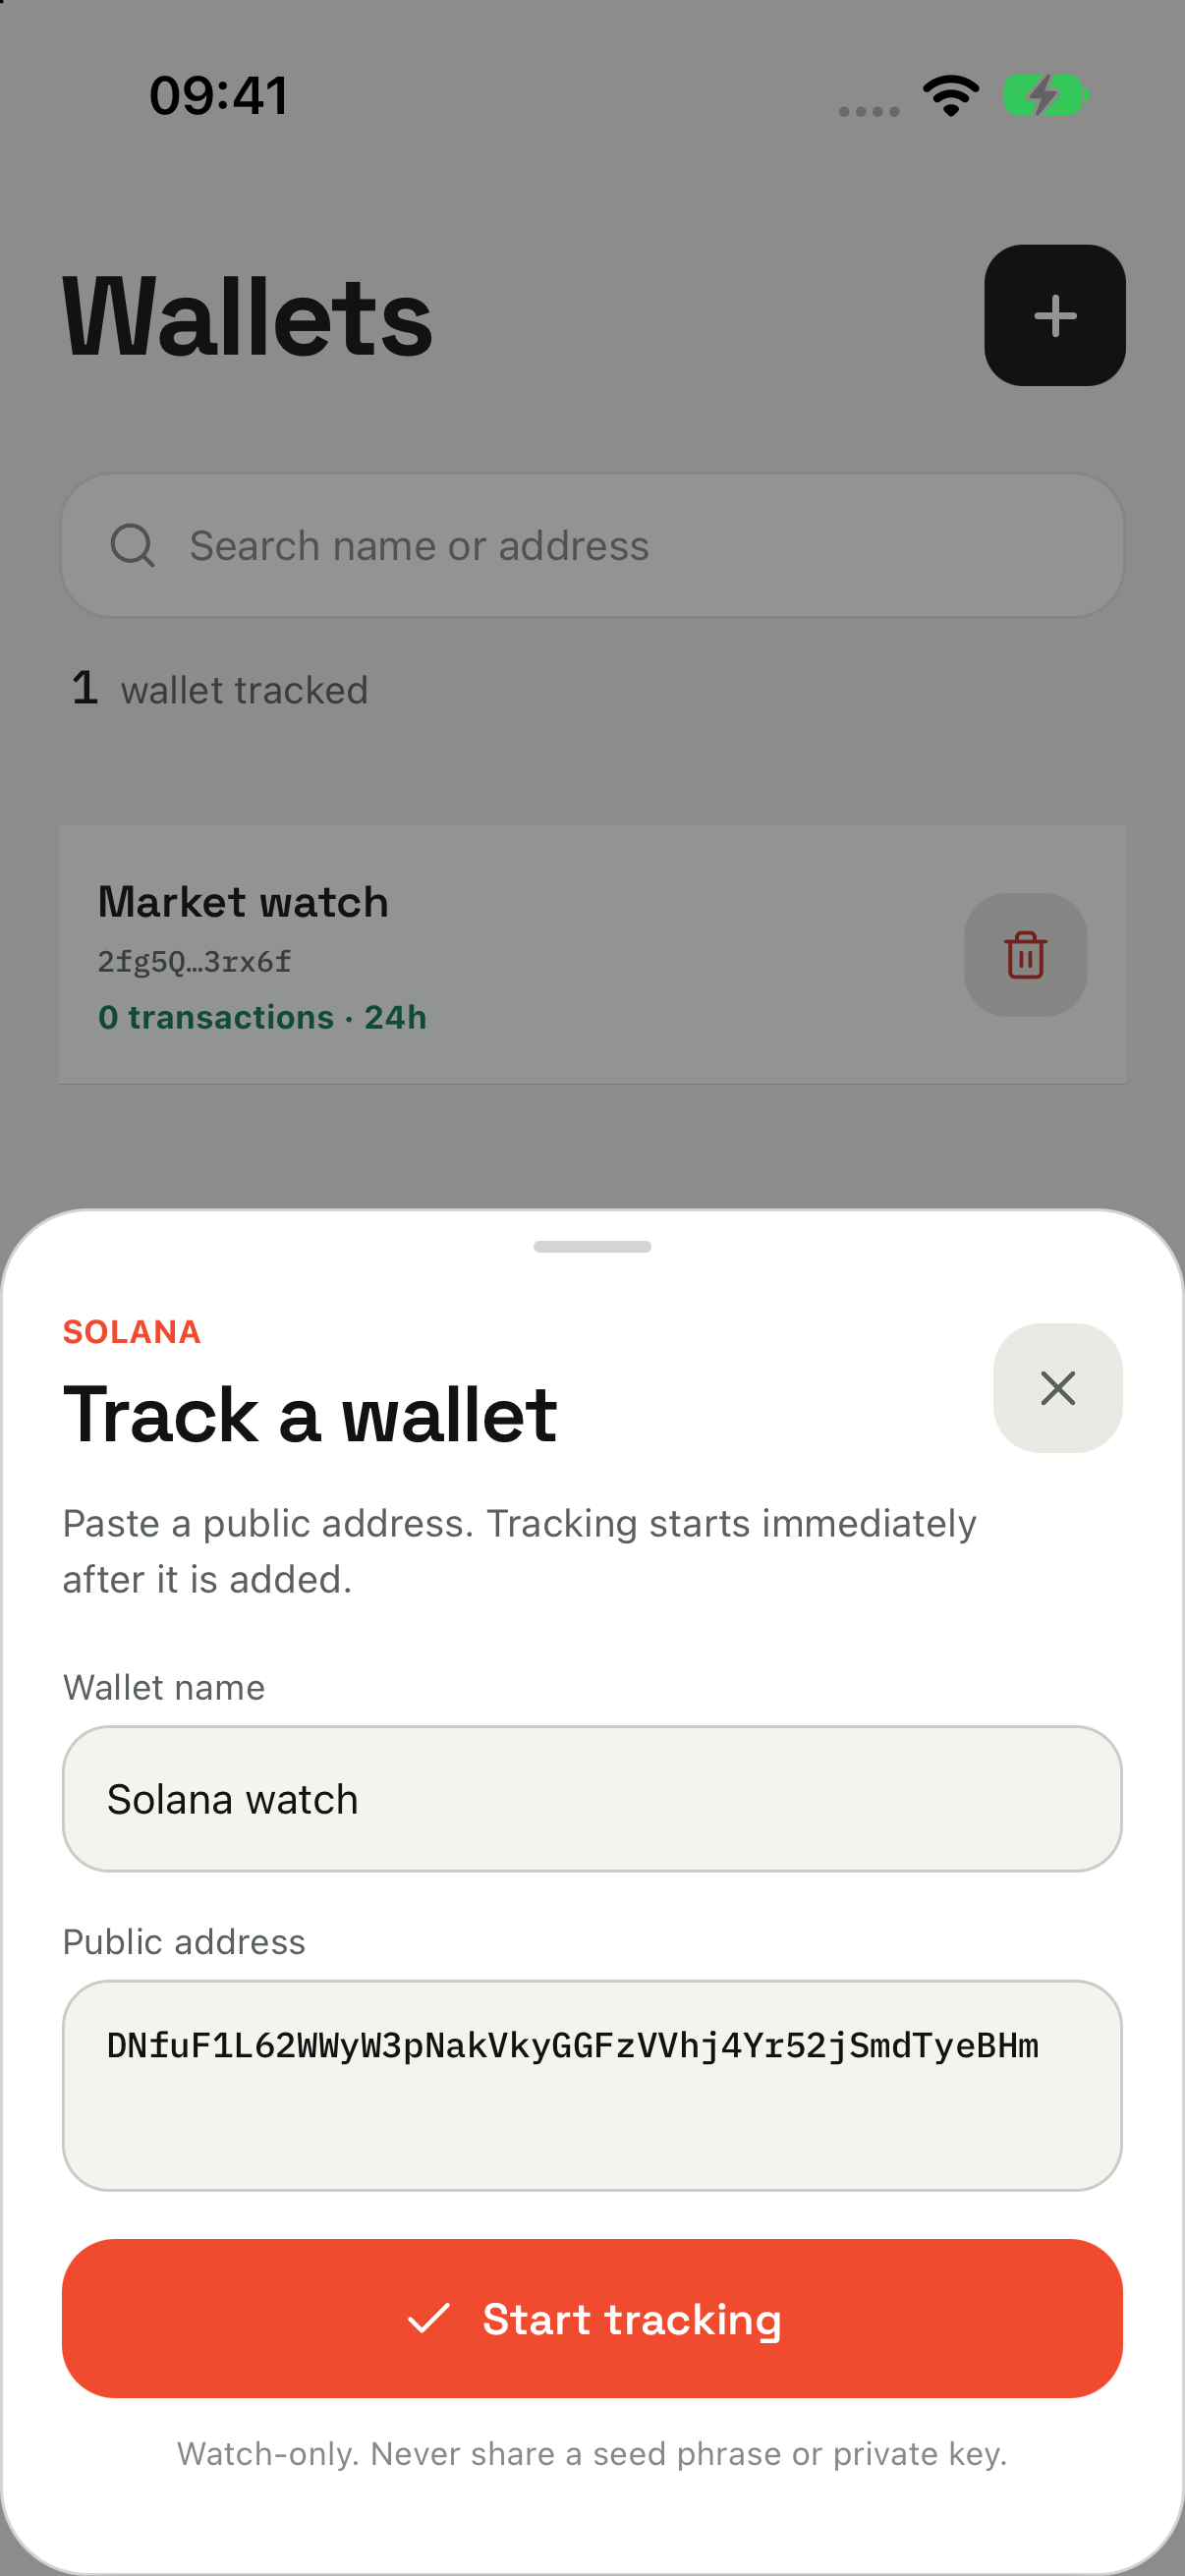 09:41
Wallets
Search name or address
1 wallet tracked
Market watch
2fg5Q…3rx6f
0 transactions · 24h
SOLANA
Track a wallet
Paste a public address. Tracking starts immediately
after it is added.
Wallet name
Solana watch
Public address
DNfuF1L62WWyW3pNakVkyGGFzVVhj4Yr52jSmdTyeBHm
Start tracking
Watch-only. Never share a seed phrase or private key.